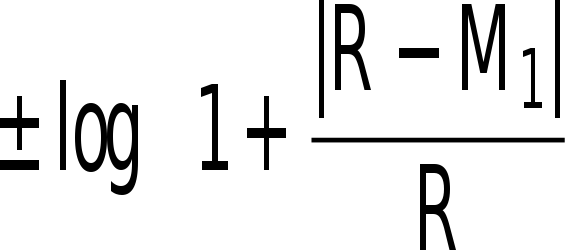 ± log 1 + |R − M₁| / R